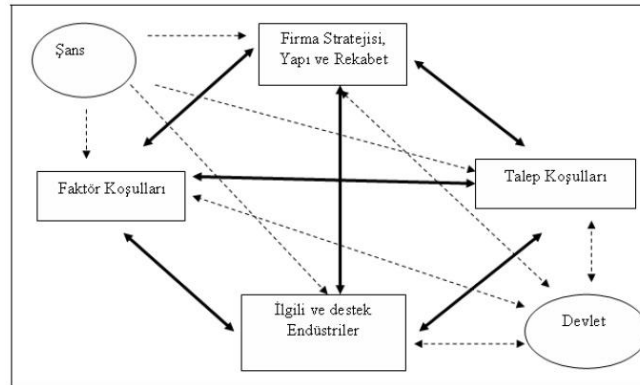 Şans
Firma Stratejisi,
Yapı ve Rekabet
Faktör Koşulları
Talep Koşulları
İlgili ve destek
Endüstriler
Devlet